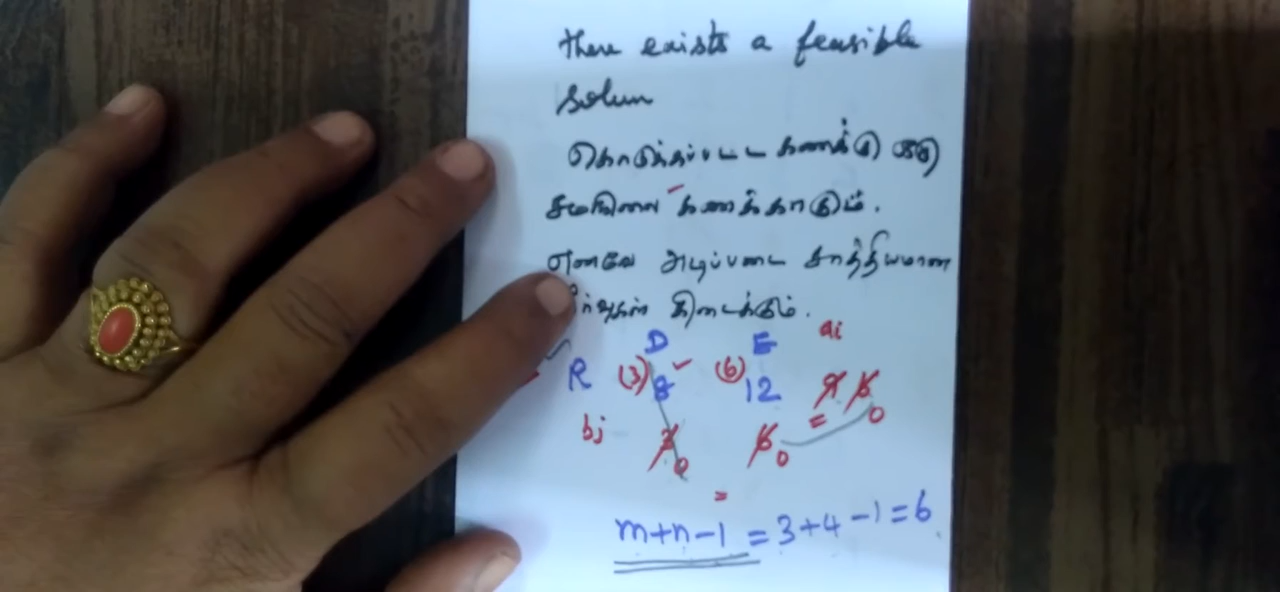 there exists a feasible
solun
கொடுக்கப்பட்ட கணக்கு ஒரு
சமநிலை கணக்காகும்.
எனவே அடிப்படை சாத்தியமான
கிடைக்கும்.
D E ai
R (3) 8 (6) 12 9 6 0
bj 3 0 6 0
=
m+n-1 = 3+4-1 = 6